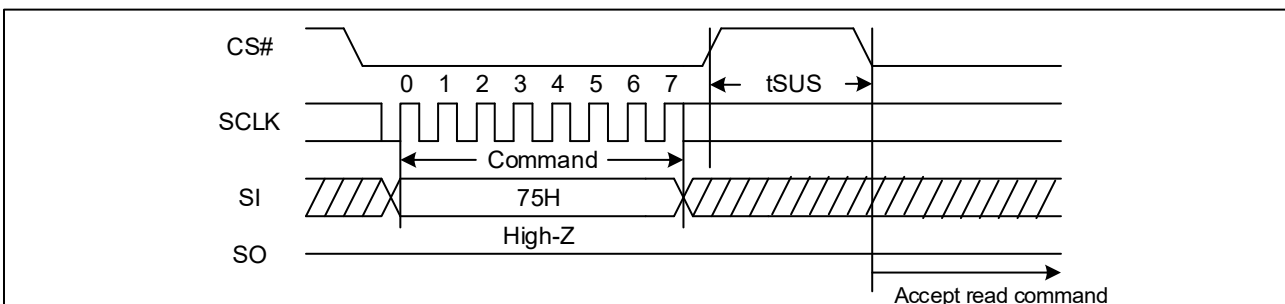 CS#
tSUS
0 1 2 3 4 5 6 7
SCLK
Command
SI
75H
High-Z
SO
Accept read command